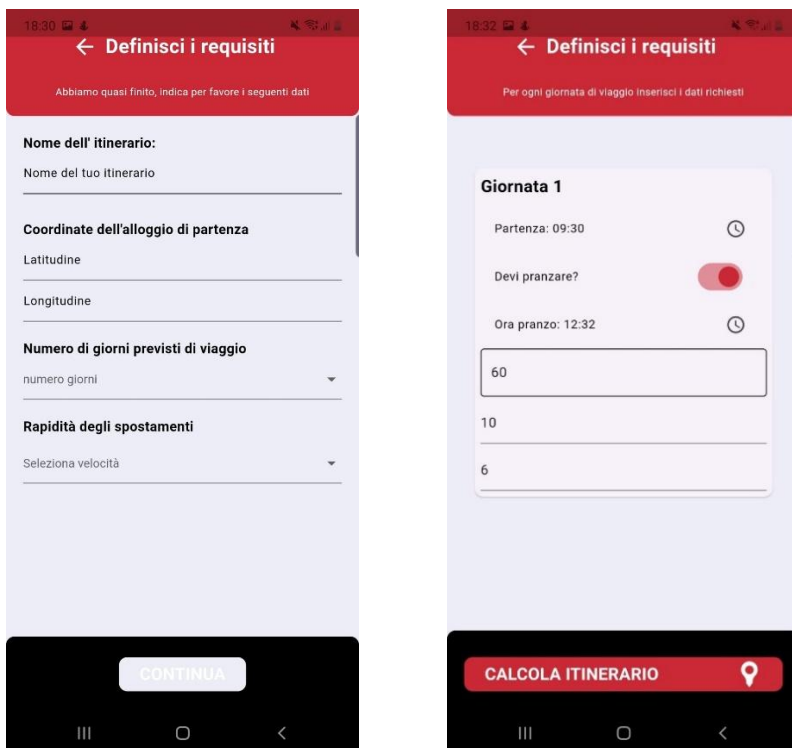 18:30
Definisci i requisiti
Abbiamo quasi finito, indica per favore i seguenti dati
Nome dell' itinerario:
Nome del tuo itinerario
Coordinate dell'alloggio di partenza
Latitudine
Longitudine
Numero di giorni previsti di viaggio
numero giorni
Rapidità degli spostamenti
Seleziona velocità
CONTINUA
18:32
Definisci i requisiti
Per ogni giornata di viaggio inserisci i dati richiesti
Giornata 1
Partenza: 09:30
Devi pranzare?
Ora pranzo: 12:32
60
10
6
CALCOLA ITINERARIO